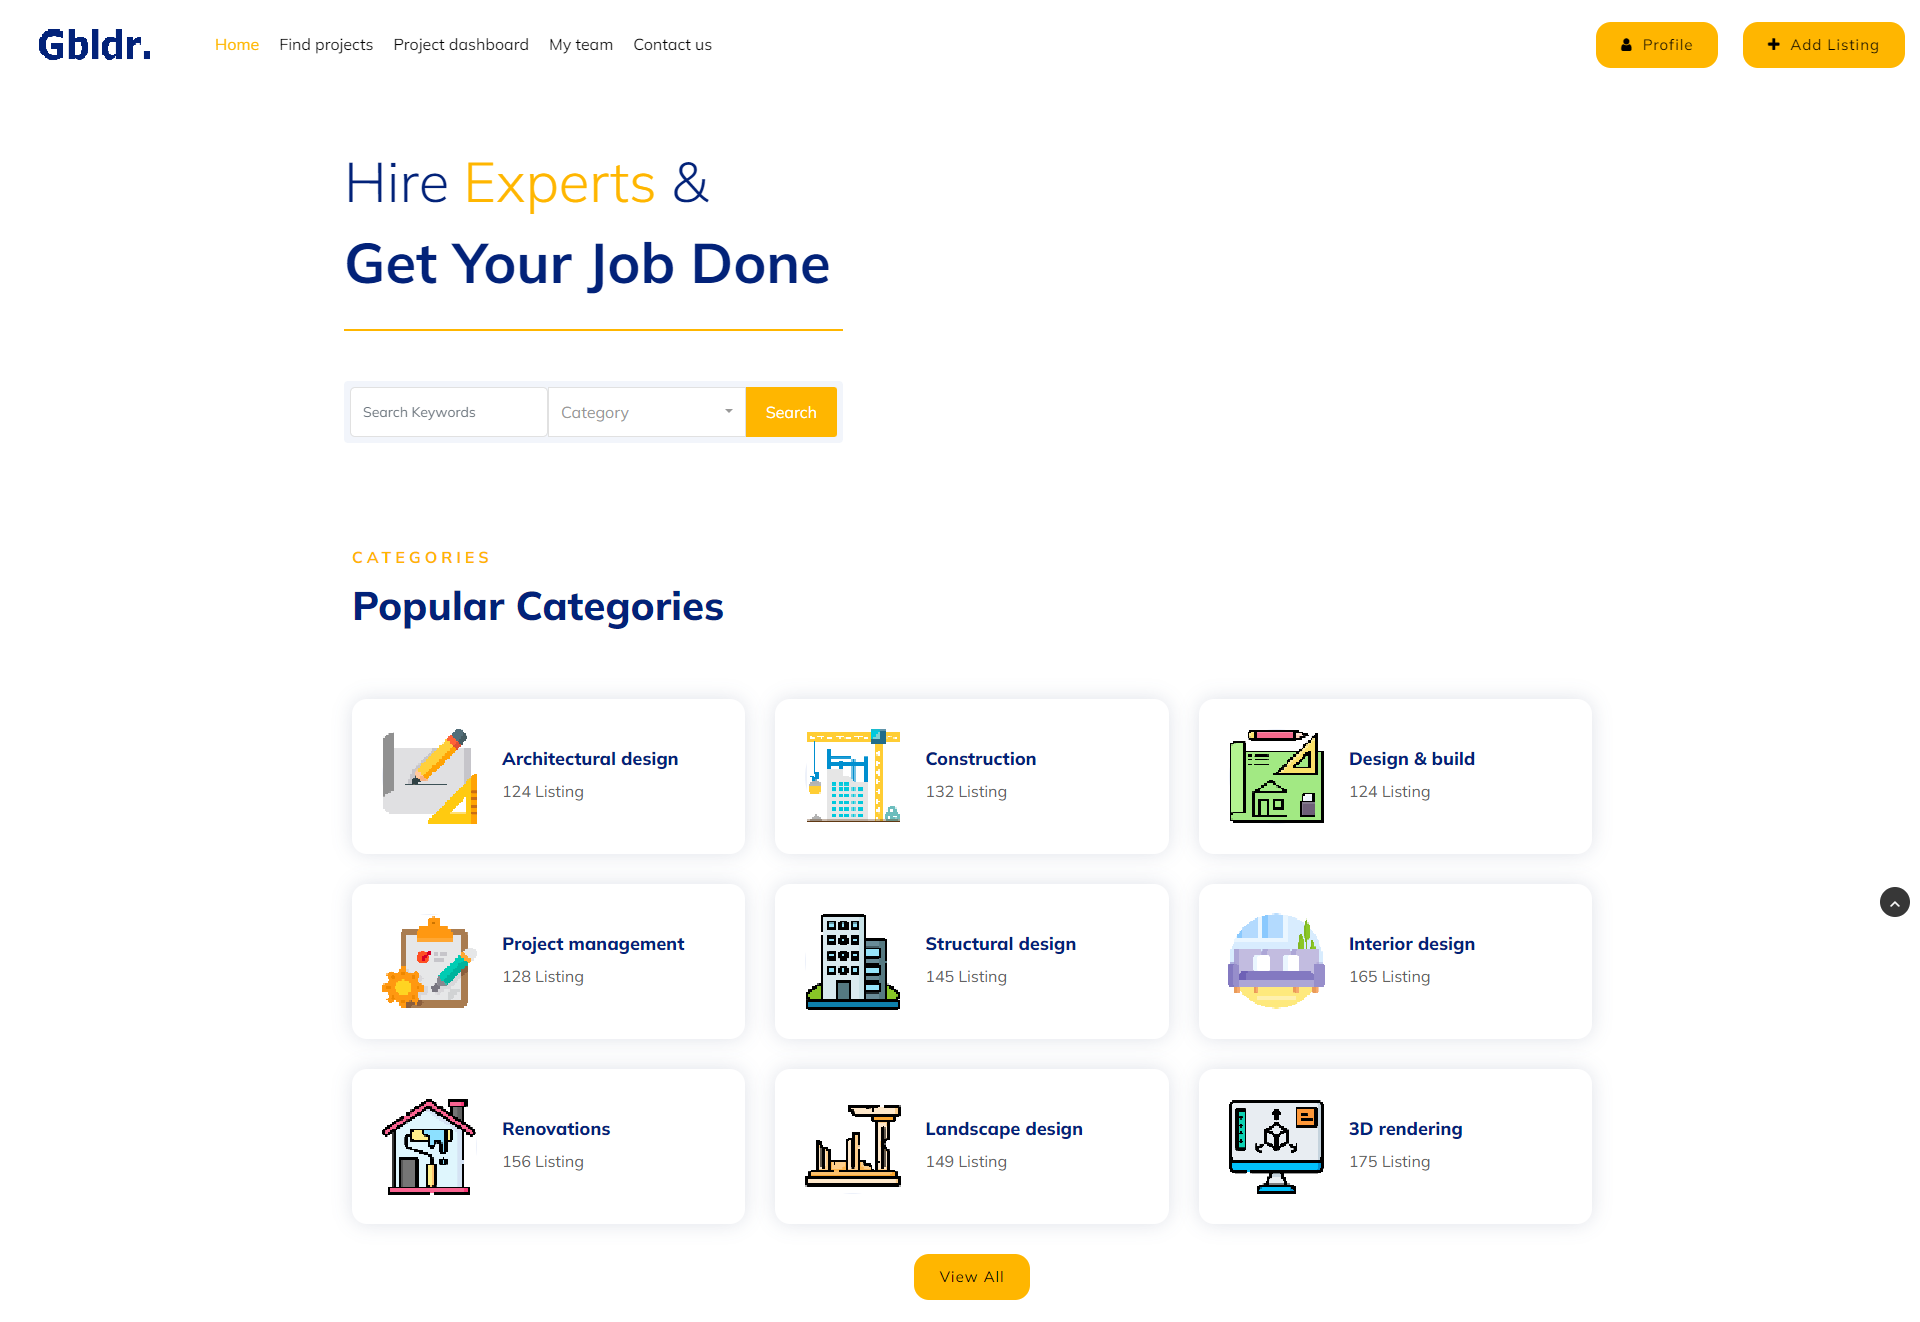 Gbldr.
Home Find projects Project dashboard My team Contact us
Profile
Add Listing
Hire Experts &
Get Your Job Done
Search Keywords
Category
Search
CATEGORIES
Popular Categories
Architectural design
124 Listing
Construction
132 Listing
Design & build
124 Listing
Project management
128 Listing
Structural design
145 Listing
Interior design
165 Listing
Renovations
156 Listing
Landscape design
149 Listing
3D rendering
175 Listing
View All